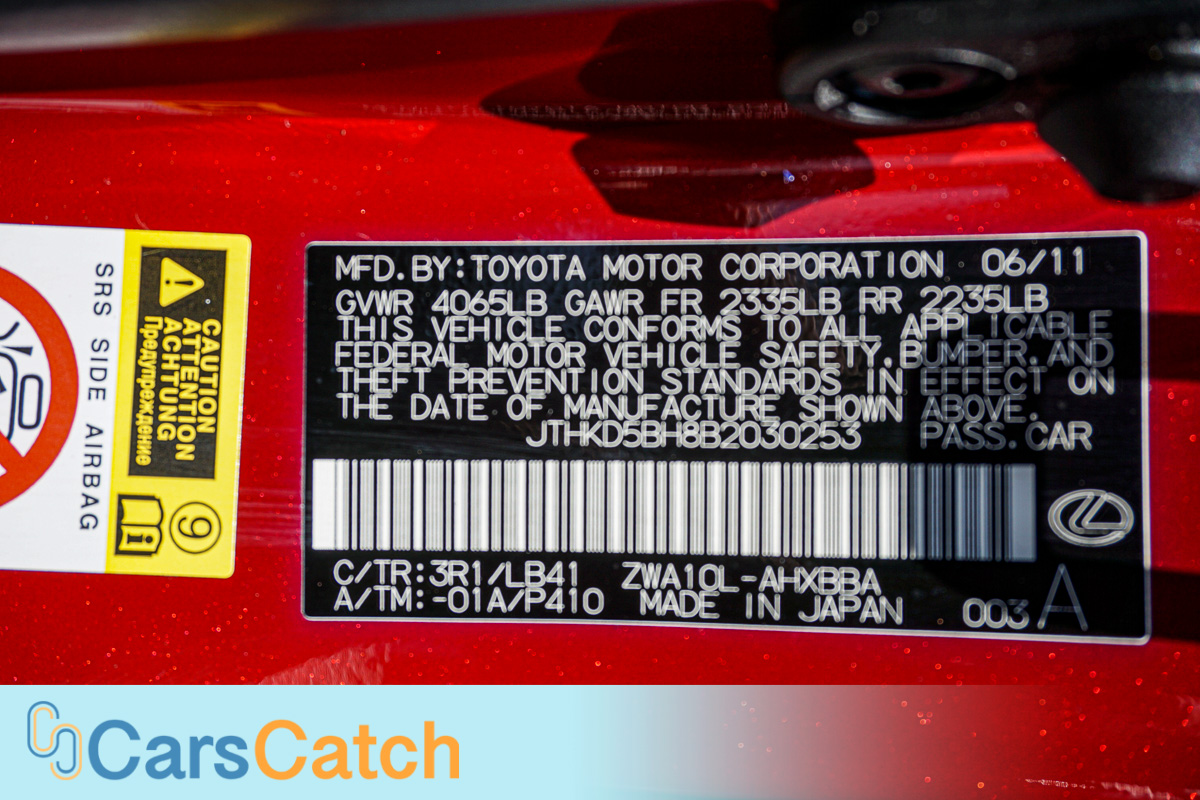 SRS SIDE AIRBAG
CAUTION
ATTENTION
ACHTUNG
Предупреждение
9
MFD.BY:TOYOTA MOTOR CORPORATION 06/11
GVWR 4065LB GAWR FR 2335LB RR 2235LB
THIS VEHICLE CONFORMS TO ALL APPLICABLE
FEDERAL MOTOR VEHICLE SAFETY,BUMPER,AND
THEFT PREVENTION STANDARDS IN EFFECT ON
THE DATE OF MANUFACTURE SHOWN ABOVE.
JTHKD5BH8B2030253 PASS.CAR
C/TR:3R1/LB41 ZWA10L-AHXBBA
A/TM:-01A/P410 MADE IN JAPAN 003 A
CarsCatch